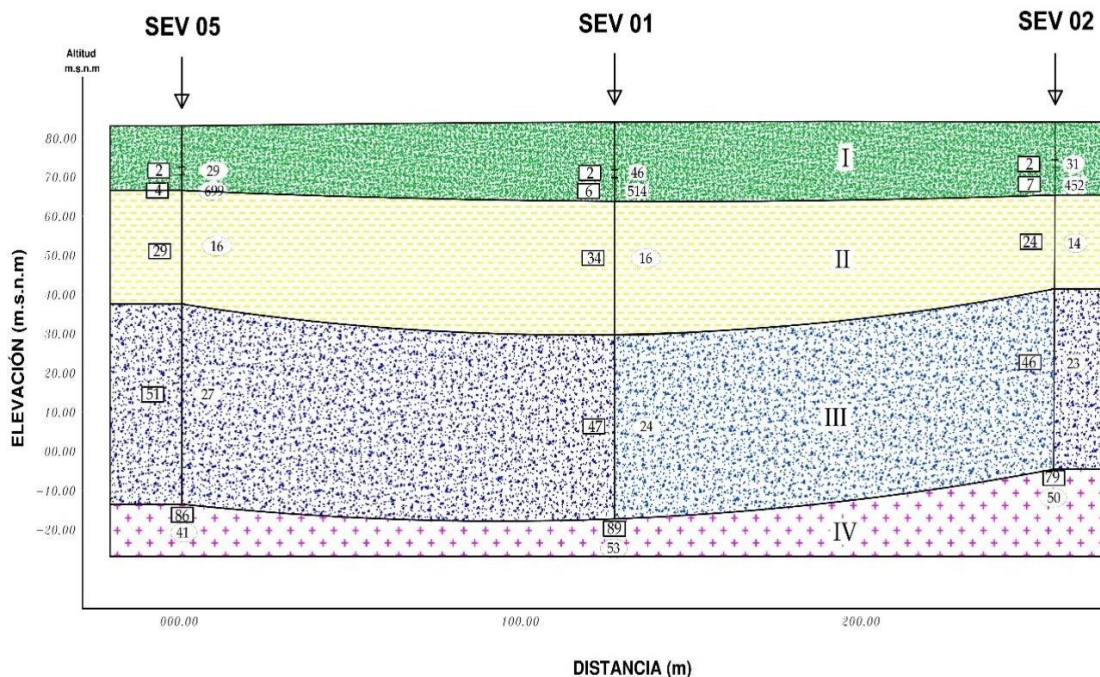 SEV 05
SEV 01
SEV 02
Altitud
m.s.n.m
ELEVACIÓN (m.s.n.m)
80.00
70.00
60.00
50.00
40.00
30.00
20.00
10.00
00.00
-10.00
-20.00
I
2 29
2 46
2 31
4 699
6 514
7 452
II
29 16
34 16
24 14
III
51 27
47 24
46 23
IV
86
41
89
53
79
50
000.00 100.00 200.00
DISTANCIA (m)